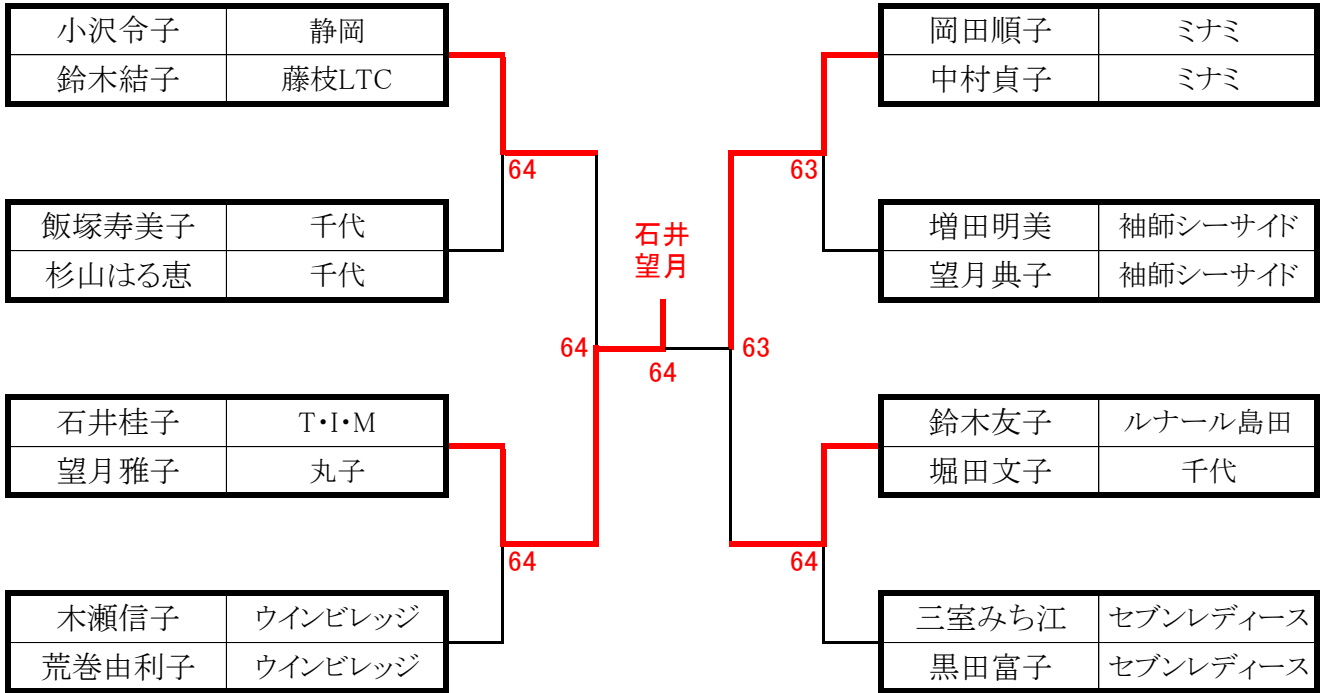 小沢令子 静岡
鈴木結子 藤枝LTC
64
飯塚寿美子 千代
杉山はる恵 千代
64
石井桂子 T・I・M
望月雅子 丸子
64
木瀬信子 ウインビレッジ
荒巻由利子 ウインビレッジ
石井
望月
64
岡田順子 ミナミ
中村貞子 ミナミ
63
増田明美 袖師シーサイド
望月典子 袖師シーサイド
63
鈴木友子 ルナール島田
堀田文子 千代
64
三室みち江 セブンレディース
黒田富子 セブンレディース